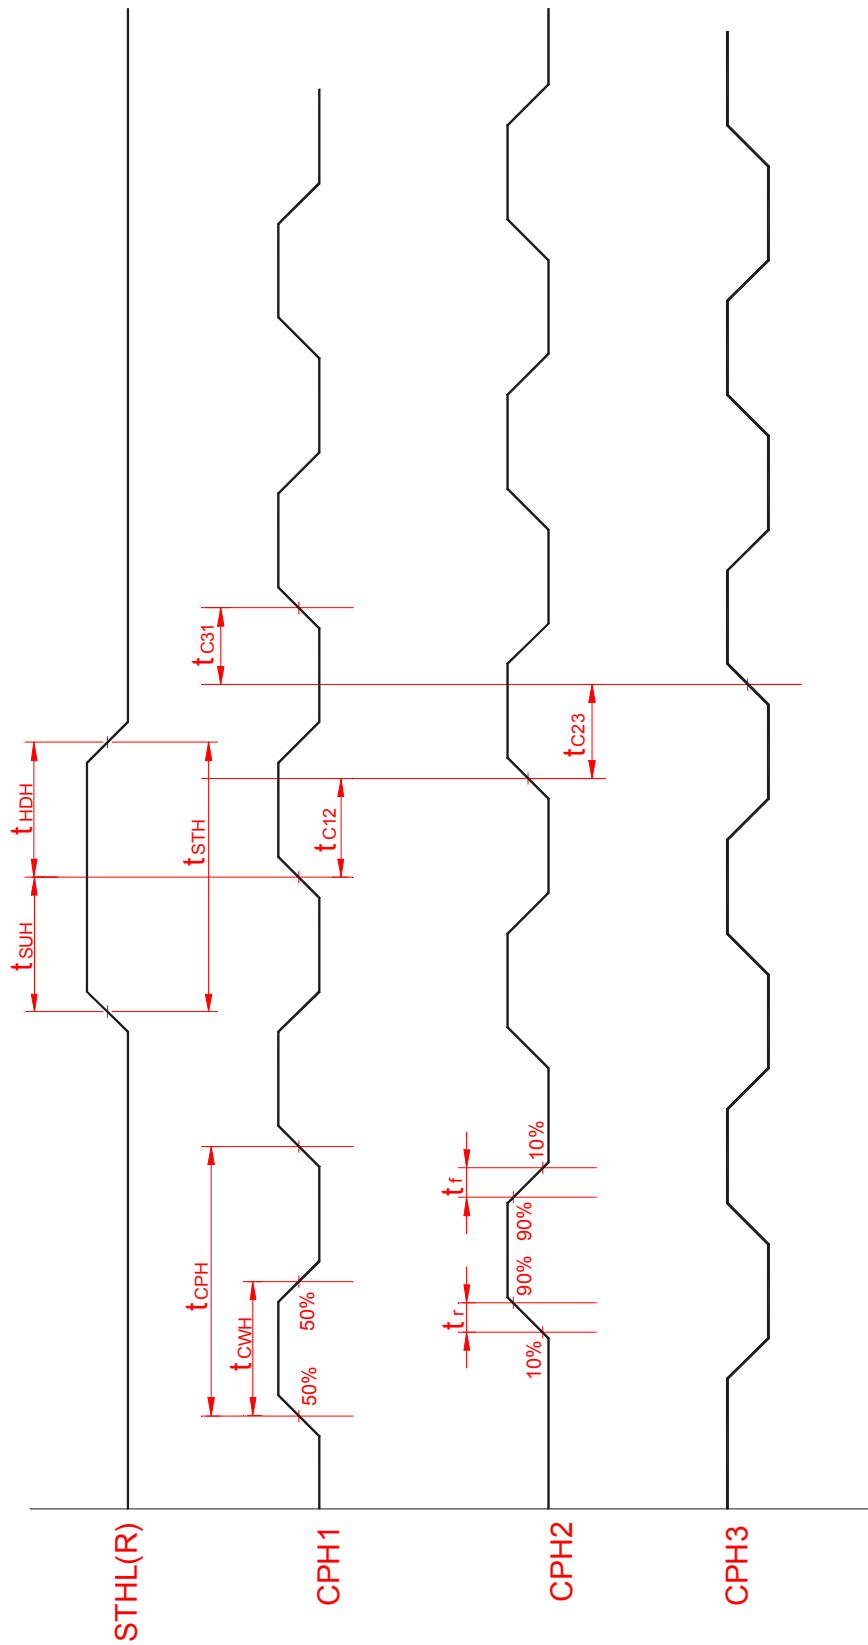 STHL(R)
tSUH
tHDH
tSTH
CPH1
tCPH
tCWH
50%
50%
tC12
tC31
CPH2
tr
10%
90%
tf
90%
10%
tC23
CPH3